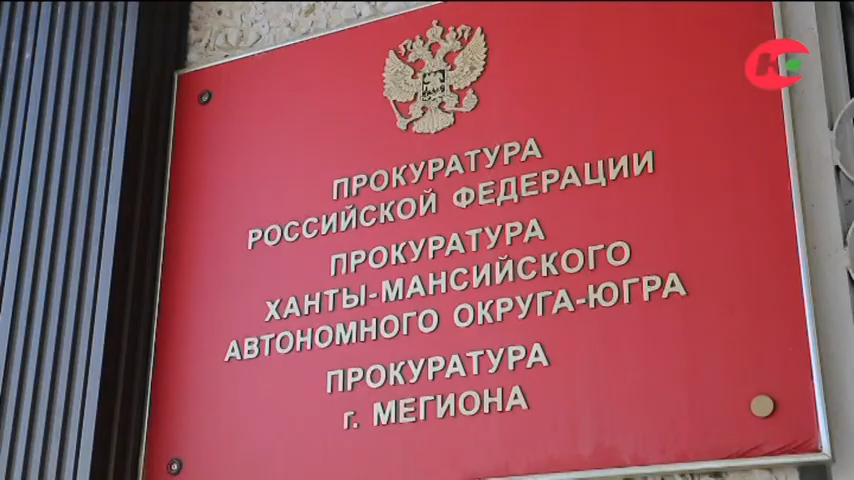 ПРОКУРАТУРА
РОССИЙСКОЙ ФЕДЕРАЦИИ
ПРОКУРАТУРА
ХАНТЫ-МАНСИЙСКОГО
АВТОНОМНОГО ОКРУГА-ЮГРА
ПРОКУРАТУРА
г. МЕГИОНА